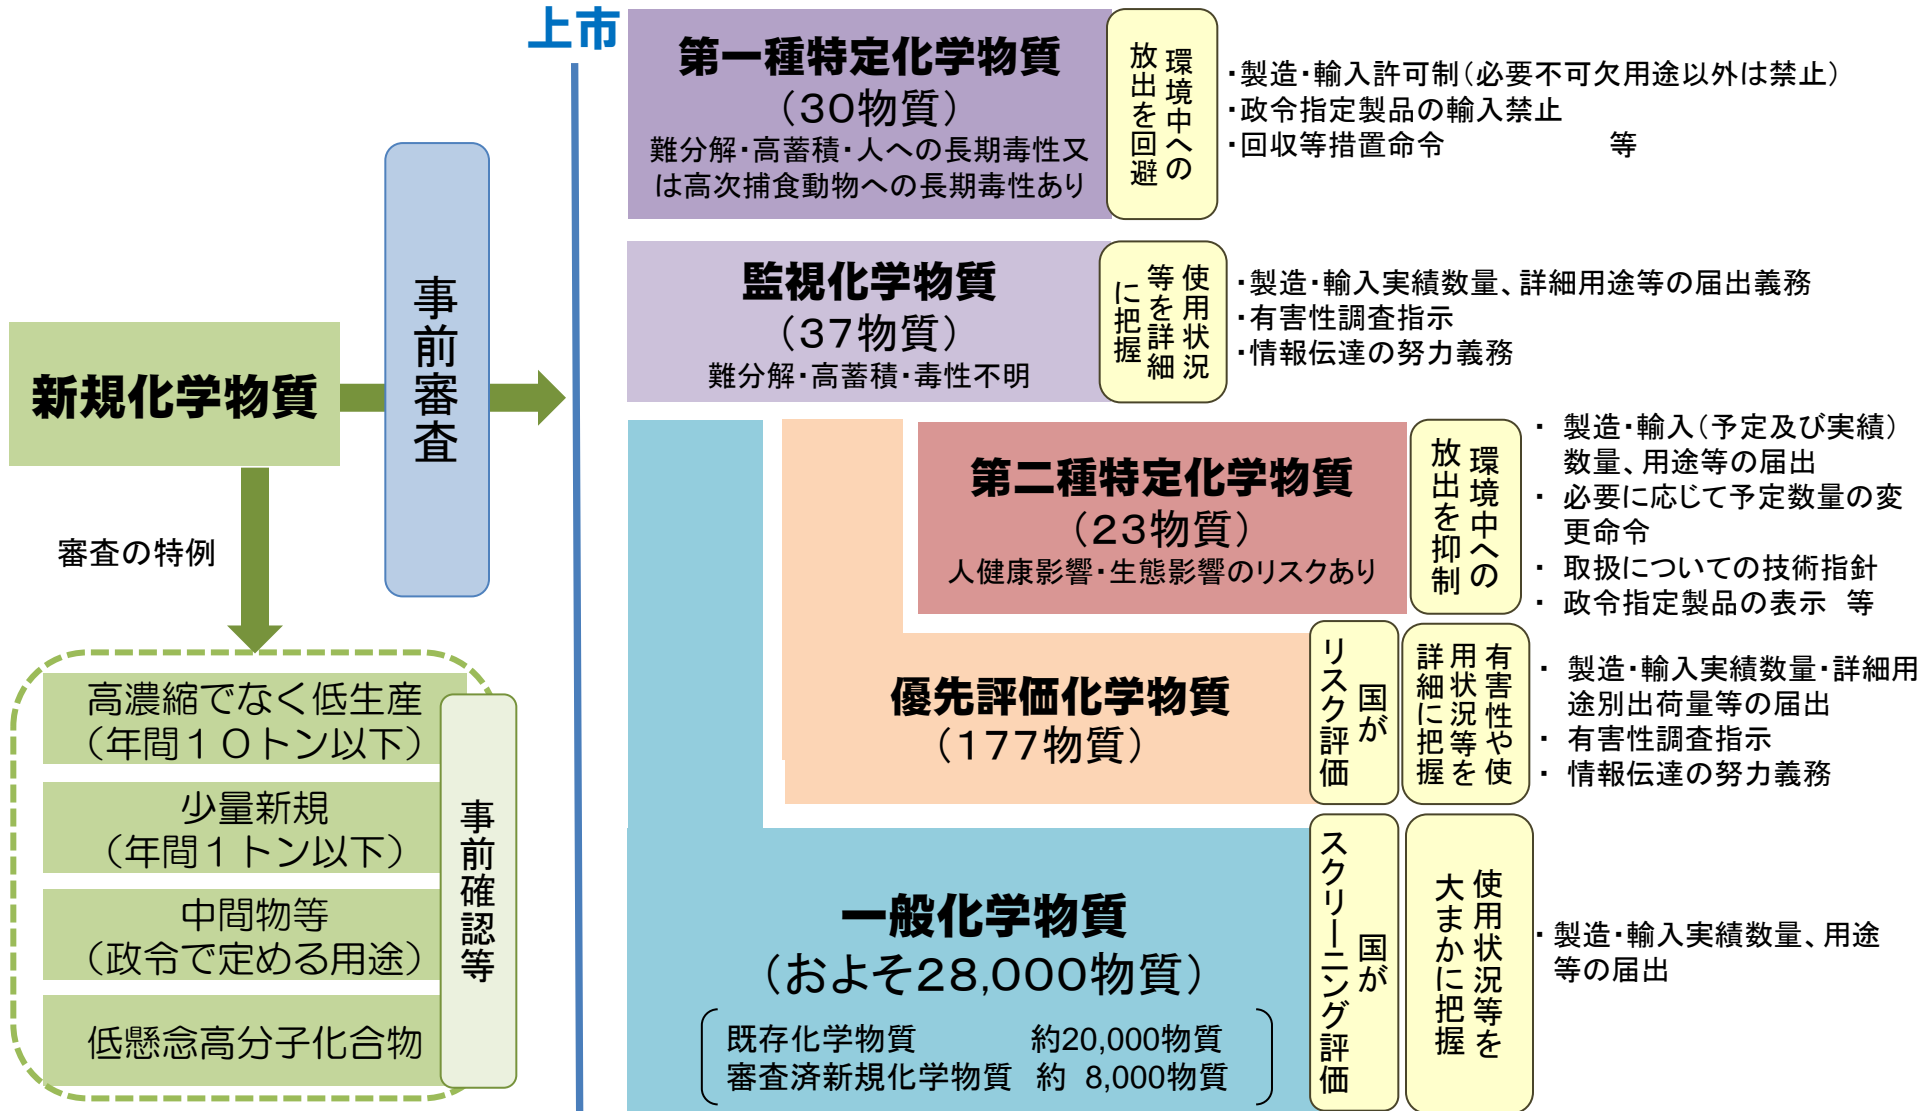 上市
新規化学物質
事前審査
審査の特例
高濃縮でなく低生産
（年間１０トン以下）
少量新規
（年間１トン以下）
中間物等
（政令で定める用途）
低懸念高分子化合物
事前確認等
第一種特定化学物質
（30物質）
難分解・高蓄積・人への長期毒性又
は高次捕食動物への長期毒性あり
環境中への
放出を回避
・製造・輸入許可制（必要不可欠用途以外は禁止）
・政令指定製品の輸入禁止
・回収等措置命令　　　　　等
監視化学物質
（37物質）
難分解・高蓄積・毒性不明
使用状況
等を詳細
に把握
・製造・輸入実績数量、詳細用途等の届出義務
・有害性調査指示
・情報伝達の努力義務
第二種特定化学物質
（23物質）
人健康影響・生態影響のリスクあり
環境中への
放出を抑制
・ 製造・輸入（予定及び実績）
数量、用途等の届出
・ 必要に応じて予定数量の変
更命令
・ 取扱についての技術指針
・ 政令指定製品の表示　等
優先評価化学物質
（177物質）
国が
リスク評価
有害性や使
用状況等を
詳細に把握
・ 製造・輸入実績数量・詳細用
途別出荷量等の届出
・ 有害性調査指示
・ 情報伝達の努力義務
一般化学物質
（およそ28,000物質）
既存化学物質　　　　約20,000物質
審査済新規化学物質　約 8,000物質
国が
スクリーニング評価
使用状況等を
大まかに把握
・製造・輸入実績数量、用途
等の届出